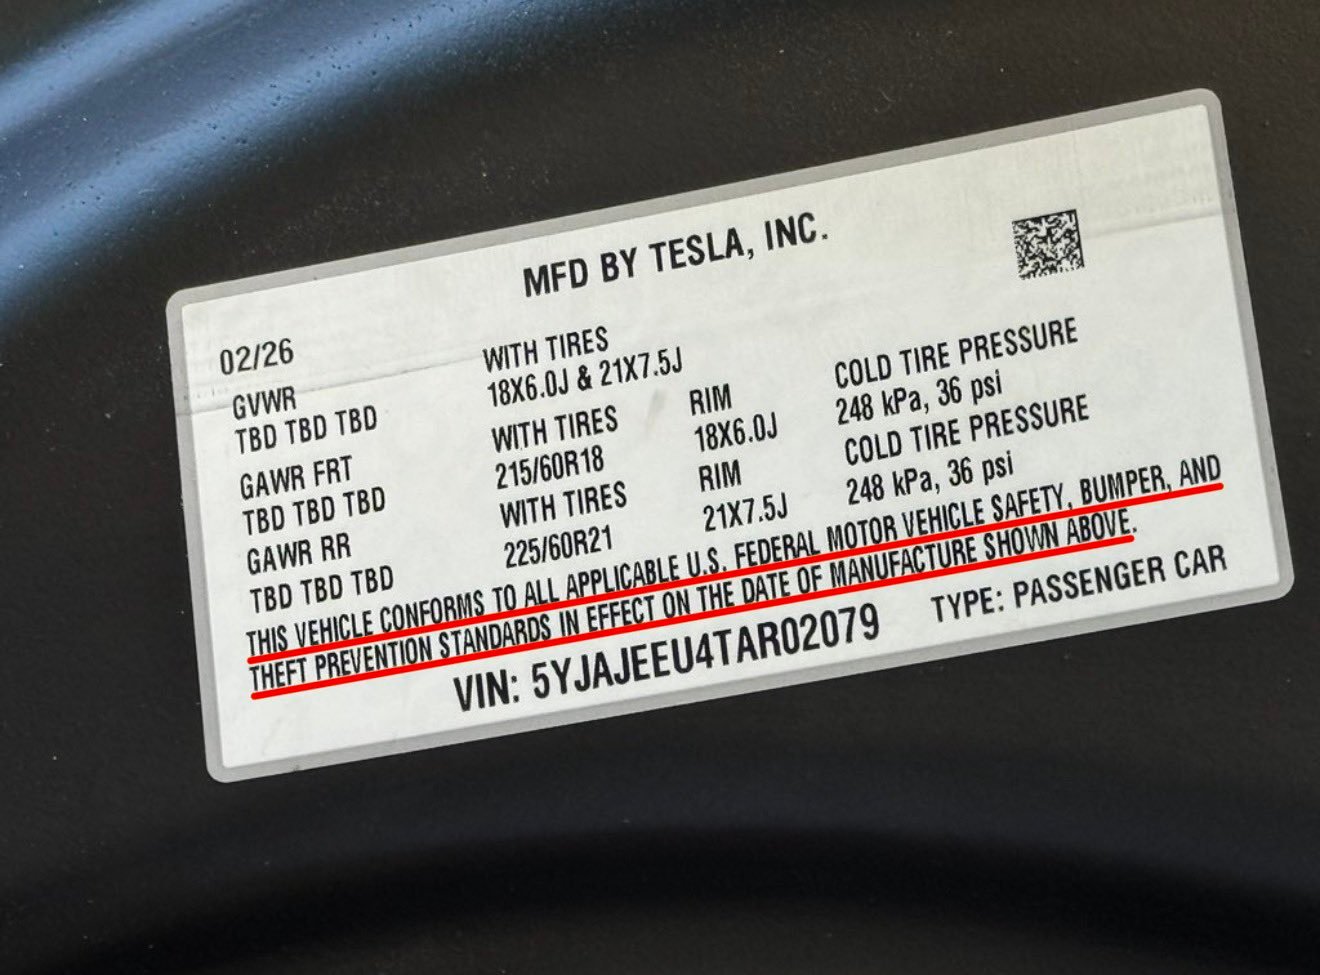 MFD BY TESLA, INC.
02/26
GVWR
TBD TBD TBD
WITH TIRES
18X6.0J & 21X7.5J
GAWR FRT
TBD TBD TBD
WITH TIRES
215/60R18
RIM
18X6.0J
COLD TIRE PRESSURE
248 kPa, 36 psi
GAWR RR
TBD TBD TBD
WITH TIRES
225/60R21
RIM
21X7.5J
COLD TIRE PRESSURE
248 kPa, 36 psi
THIS VEHICLE CONFORMS TO ALL APPLICABLE U.S. FEDERAL MOTOR VEHICLE SAFETY, BUMPER, AND
THEFT PREVENTION STANDARDS IN EFFECT ON THE DATE OF MANUFACTURE SHOWN ABOVE.
VIN: 5YJAJEEU4TAR02079
TYPE: PASSENGER CAR